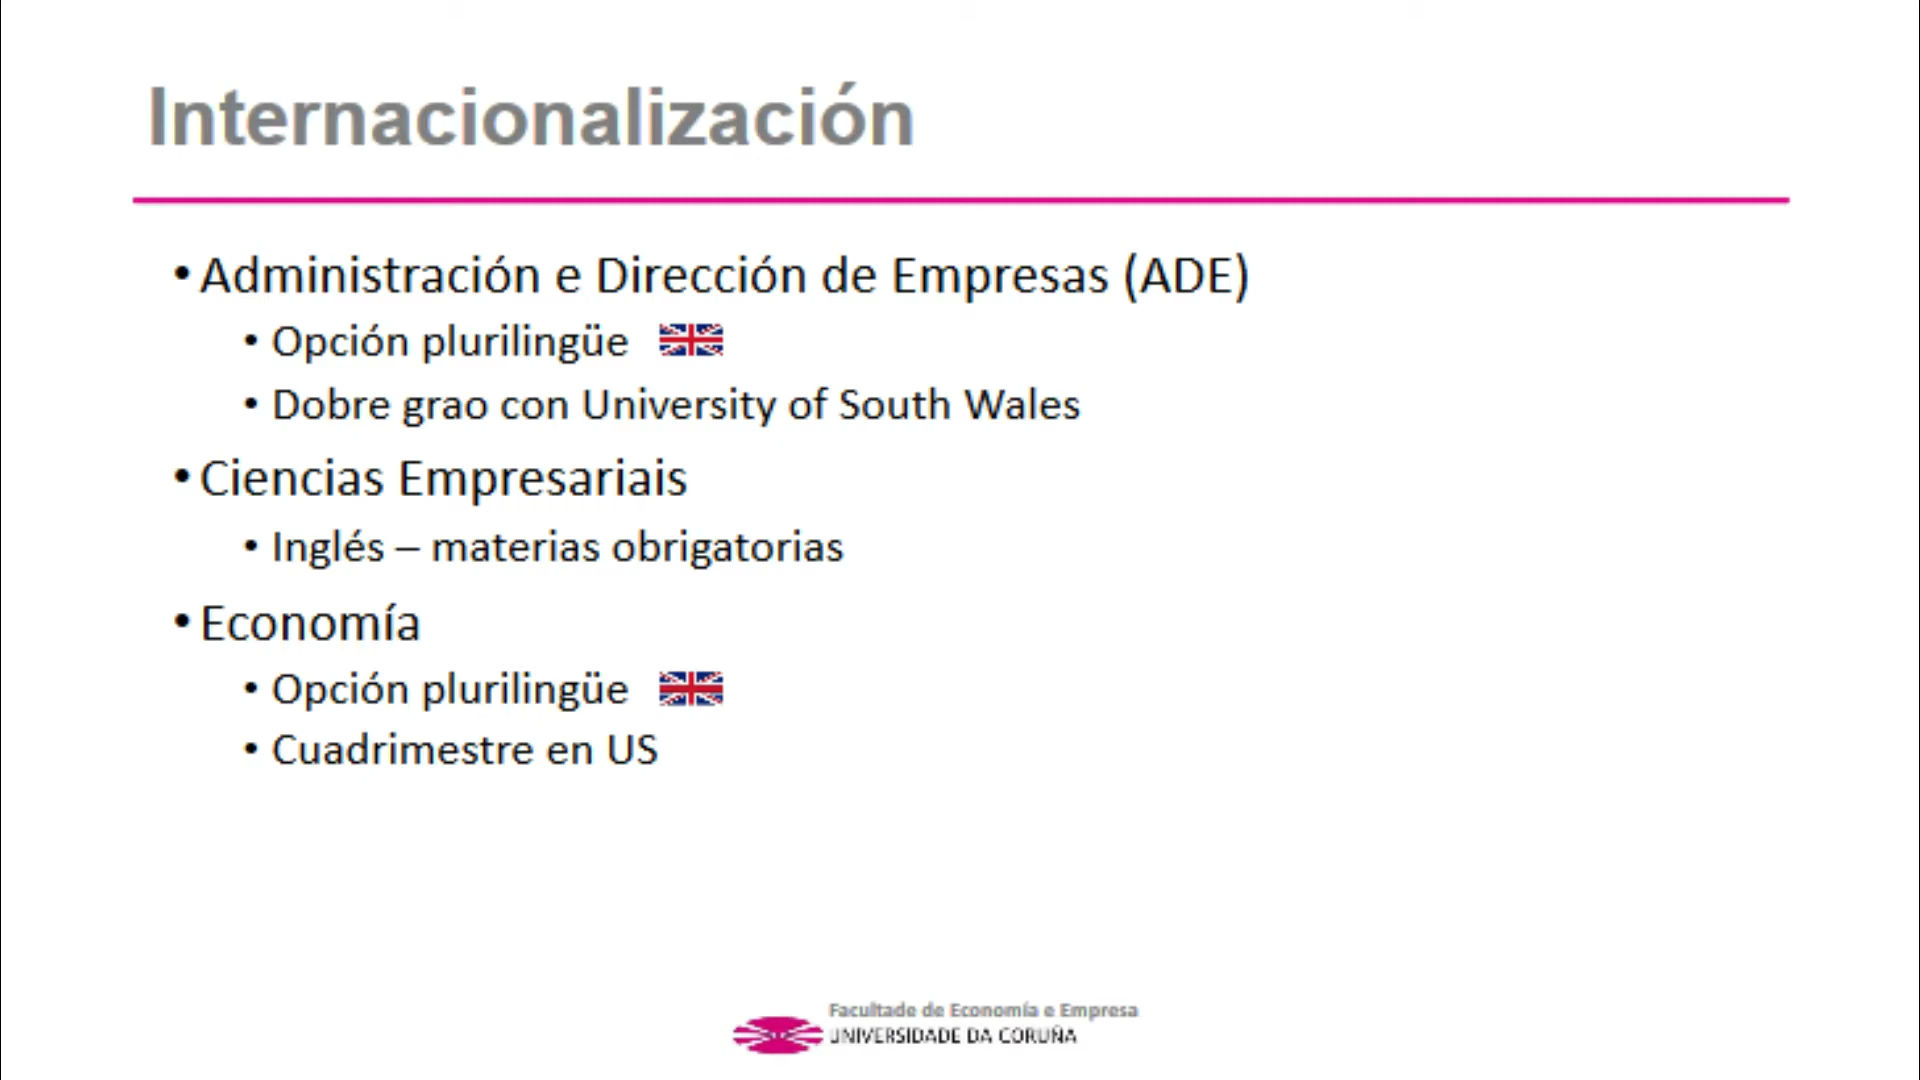 Internacionalización
• Administración e Dirección de Empresas (ADE)
• Opción plurilingüe
• Dobre grao con University of South Wales
• Ciencias Empresariais
• Inglés – materias obrigatorias
• Economía
• Opción plurilingüe
• Cuadrimestre en US
Facultade de Economía e Empresa
UNIVERSIDADE DA CORUÑA